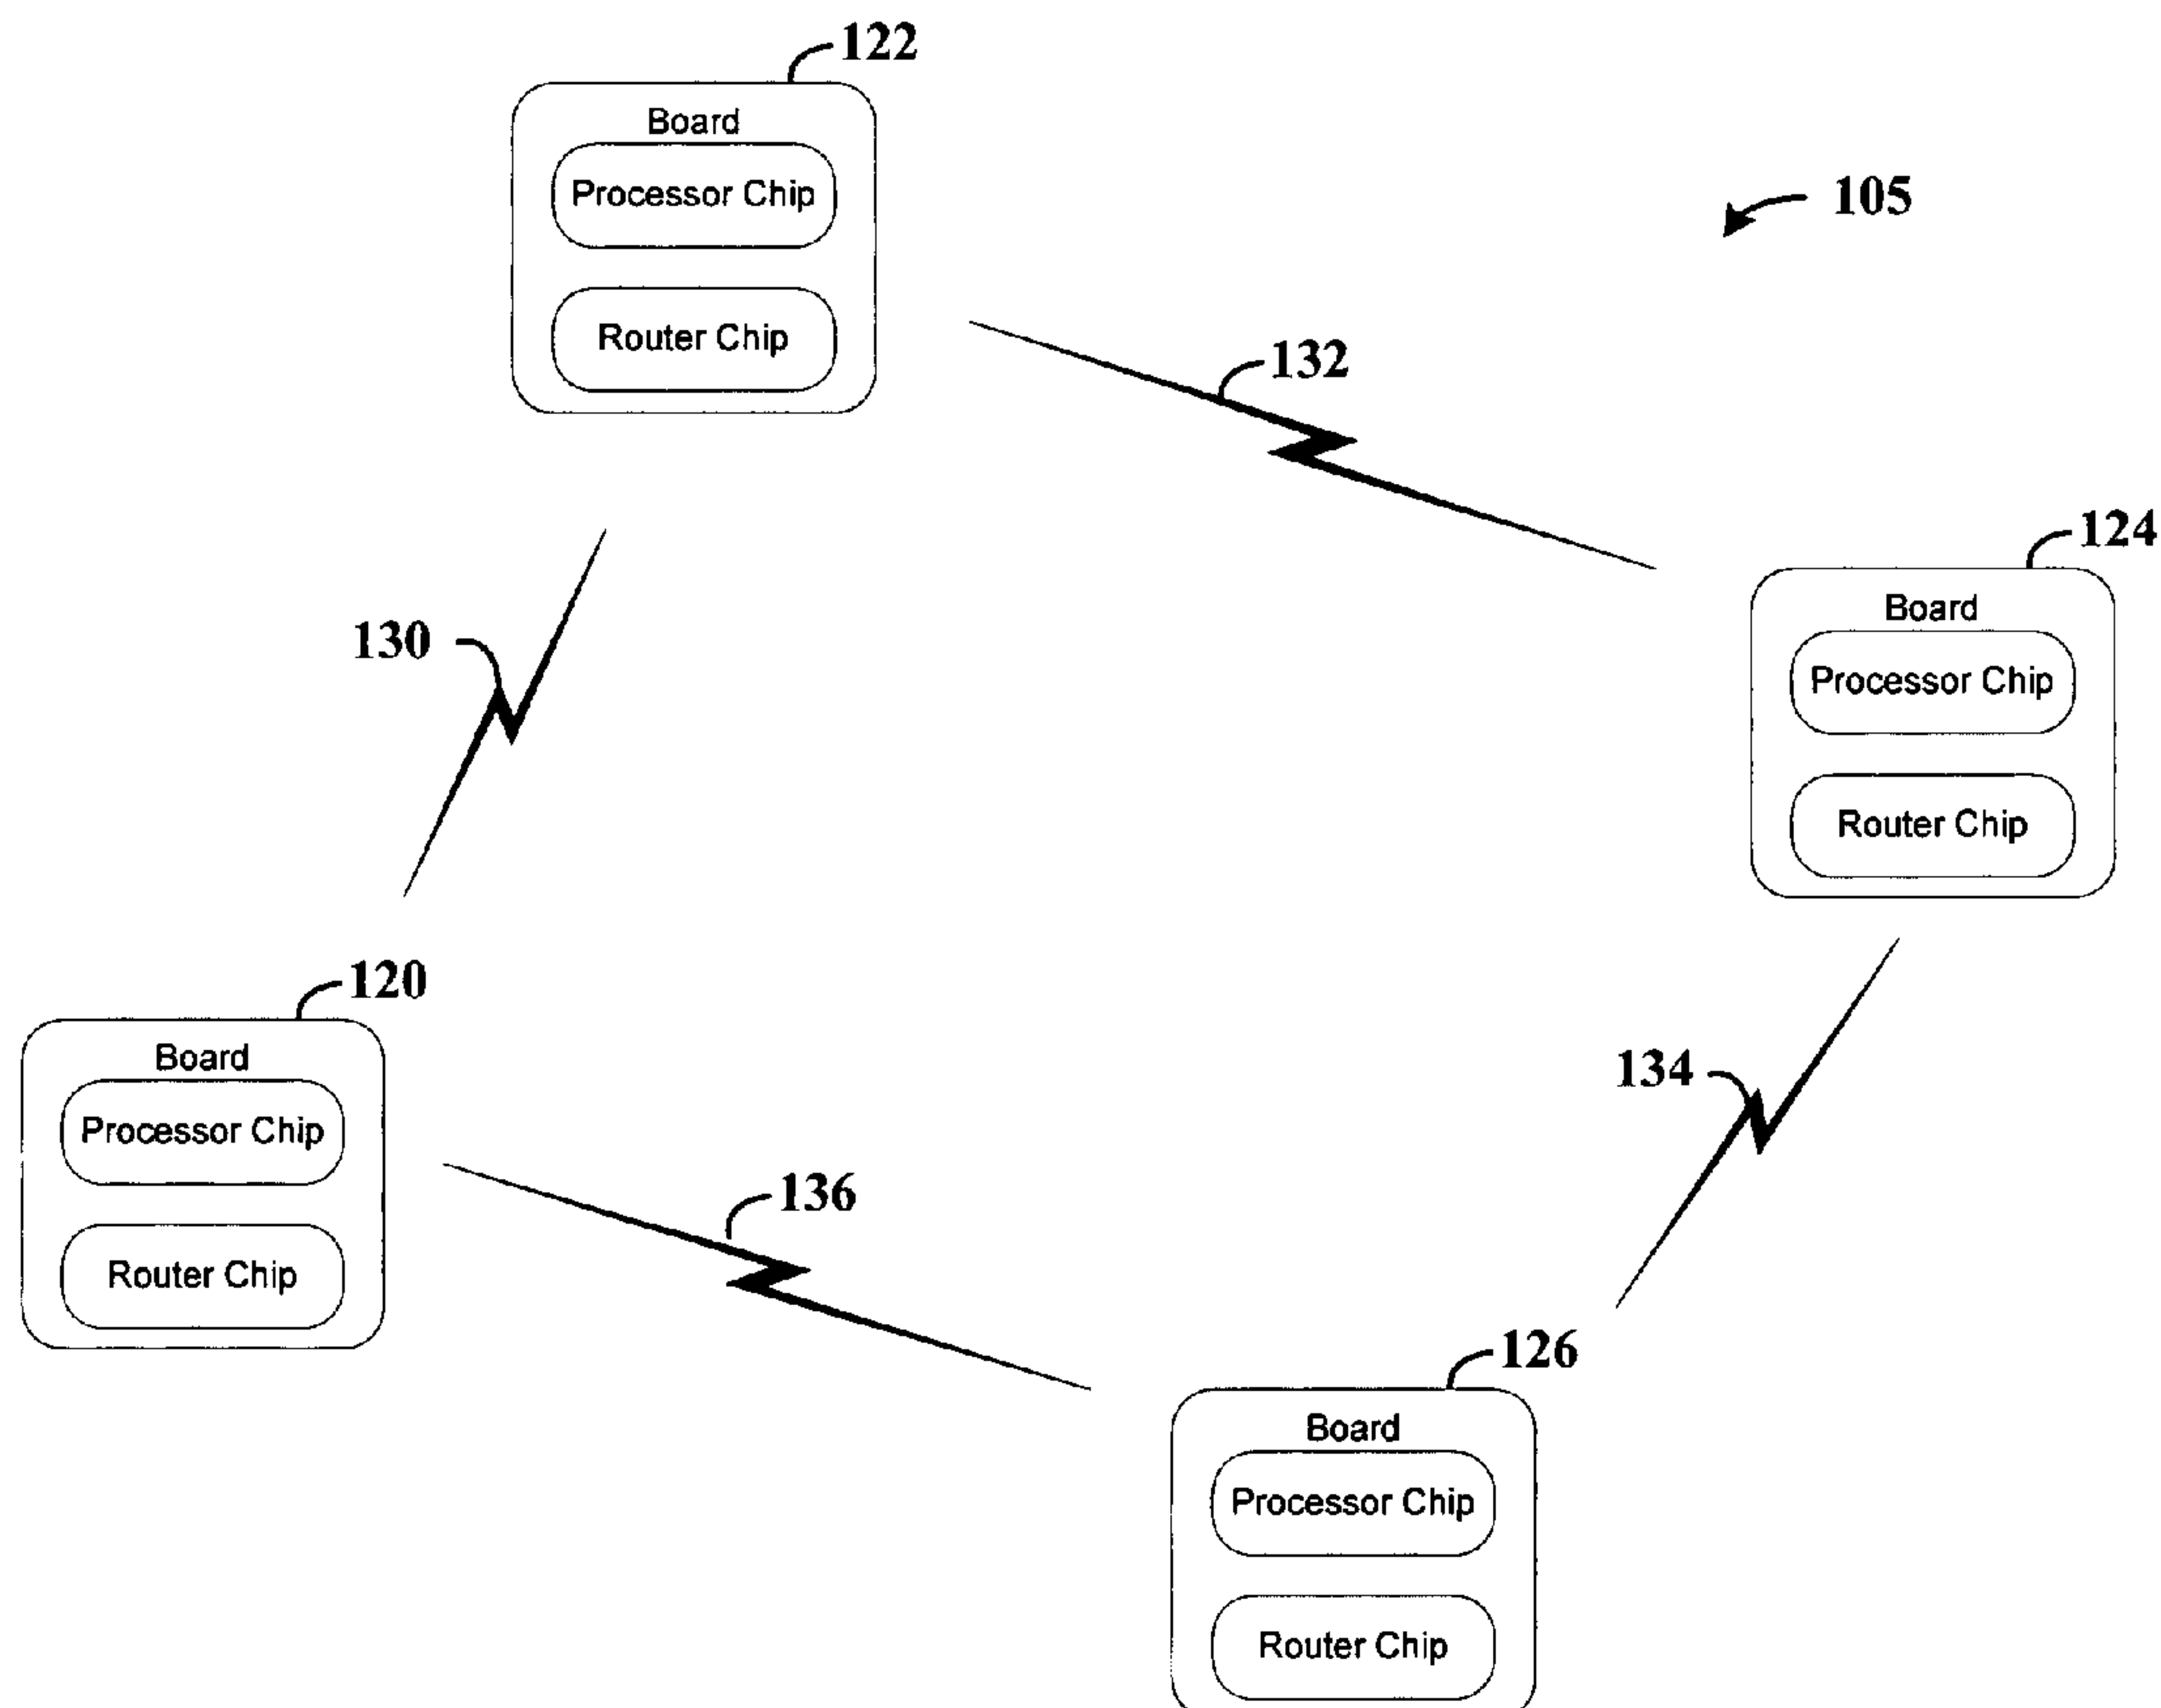 122
Board
Processor Chip
Router Chip
105
132
124
Board
Processor Chip
Router Chip
130
120
Board
Processor Chip
Router Chip
134
136
126
Board
Processor Chip
Router Chip